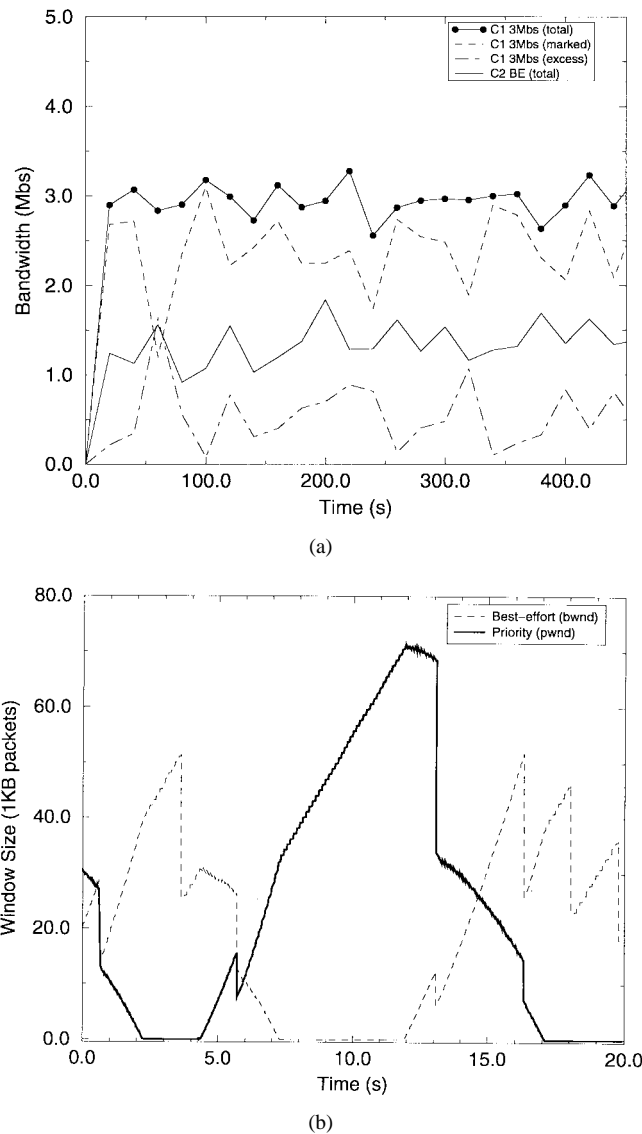 C1 3Mbs (total)
C1 3Mbs (marked)
C1 3Mbs (excess)
C2 BE (total)
5.0
4.0
3.0
2.0
1.0
0.0
Bandwidth (Mbs)
0.0 100.0 200.0 300.0 400.0
Time (s)
(a)
Best-effort (bwnd)
Priority (pwnd)
80.0
60.0
40.0
20.0
0.0
Window Size (1KB packets)
0.0 5.0 10.0 15.0 20.0
Time (s)
(b)